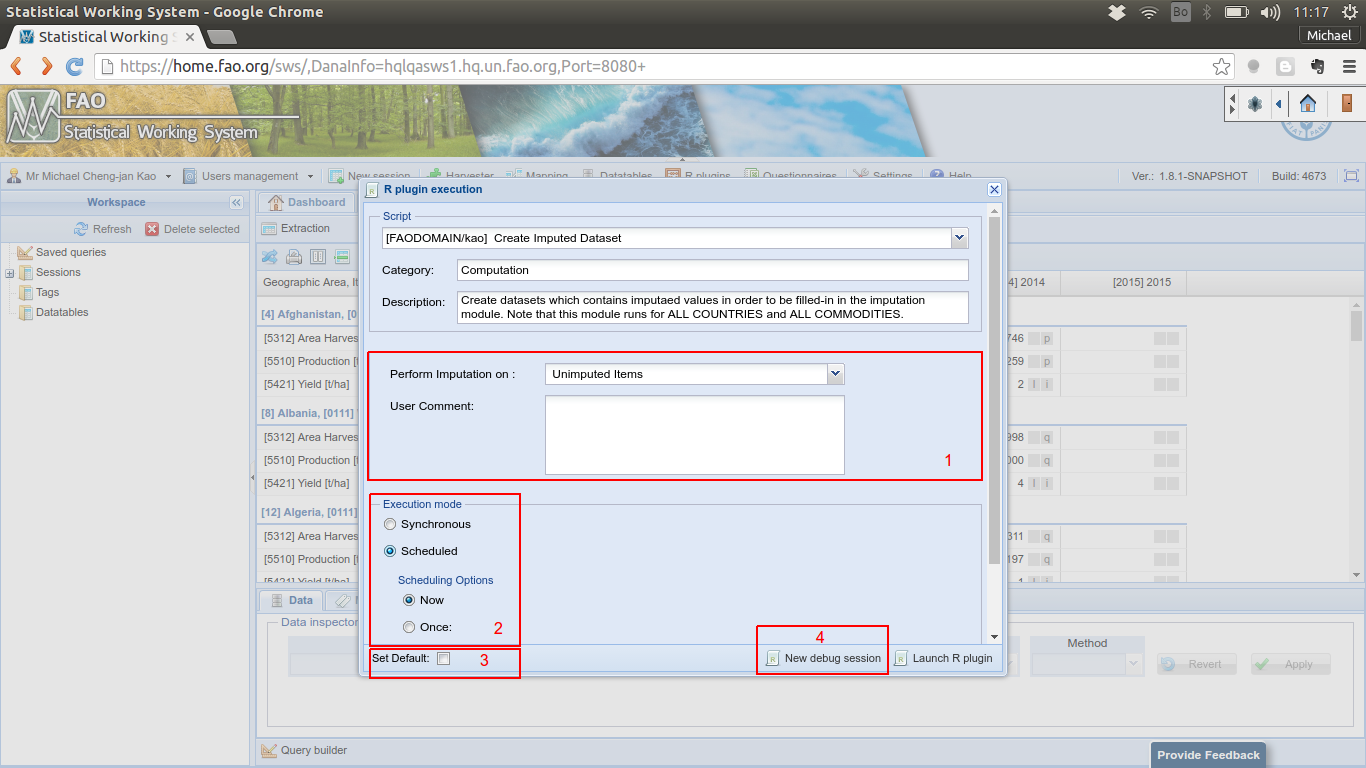 Statistical Working System - Google Chrome
Bo
11:17
Statistical Working S
Michael
https://home.fao.org/sws/,DanaInfo=hqlqasws1.hq.un.fao.org,Port=8080+
FAO
Statistical Working System
FIAT PANIS
Mr Michael Cheng-jan Kao
Users management
New session
Harvester
Mapping
Datatables
R plugins
Questionnaires
Settings
Help
Ver.: 1.8.1-SNAPSHOT
Build: 4673
Workspace
Refresh
Delete selected
Saved queries
Sessions
Tags
Datatables
Dashboard
Extraction
Geographic Area, It
4] 2014
[2015] 2015
[4] Afghanistan, [0
[5312] Area Harves
746 p
[5510] Production [t
259 p
[5421] Yield [t/ha]
2 I i
[8] Albania, [0111]
[5312] Area Harves
998 q
[5510] Production [t
000 q
[5421] Yield [t/ha]
4 I i
[12] Algeria, [0111]
[5312] Area Harves
311 q
[5510] Production [t
197 q
[5421] Yield [t/ha]
1 I i
R plugin execution
Script
[FAODOMAIN/kao] Create Imputed Dataset
Category:
Computation
Description:
Create datasets which contains imputaed values in order to be filled-in in the imputation
module. Note that this module runs for ALL COUNTRIES and ALL COMMODITIES.
Perform Imputation on :
Unimputed Items
User Comment:
1
Execution mode
Synchronous
Scheduled
Scheduling Options
Now
Once:
2
Set Default:
3
4
New debug session
Launch R plugin
Data
Data inspector
Method
Revert
Apply
Query builder
Provide Feedback